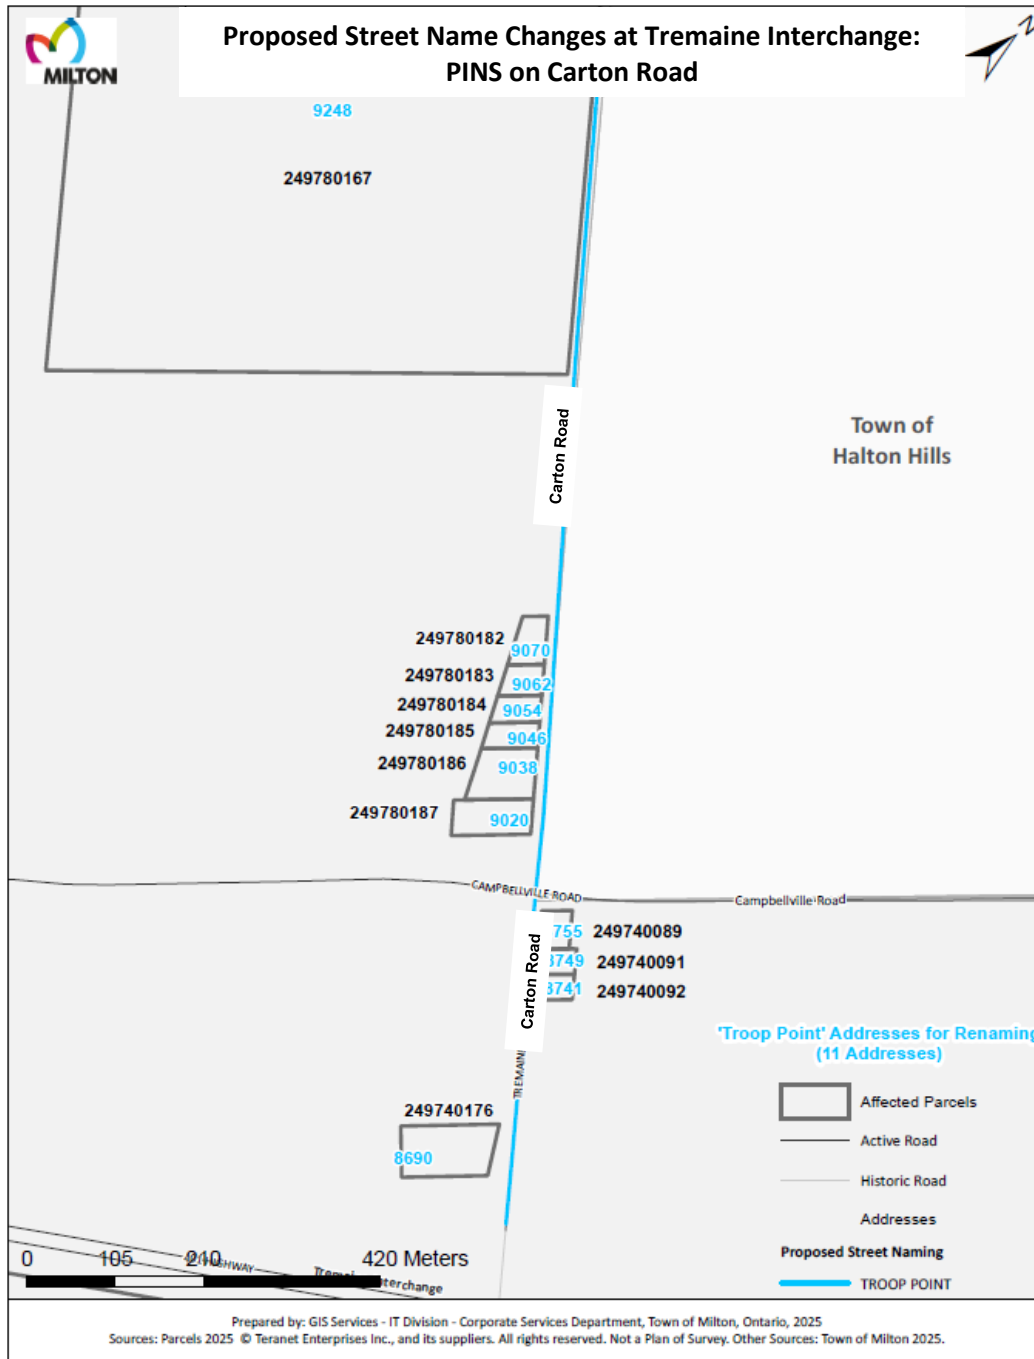 MILTON
Proposed Street Name Changes at Tremaine Interchange:
PINS on Carton Road
N
9248
249780167
Carton Road
Town of
Halton Hills
249780182
9070
249780183
9062
249780184
9054
249780185
9046
249780186
9038
249780187
9020
CAMPBELLVILLE ROAD
Campbellville Road
755 249740089
3749 249740091
3741 249740092
Carton Road
TREMAINE
'Troop Point' Addresses for Renaming
(11 Addresses)
249740176
8690
Affected Parcels
Active Road
Historic Road
Addresses
Proposed Street Naming
TROOP POINT
0 105 210 420 Meters
HIGHWAY
Interchange
Prepared by: GIS Services - IT Division - Corporate Services Department, Town of Milton, Ontario, 2025
Sources: Parcels 2025 © Teranet Enterprises Inc., and its suppliers. All rights reserved. Not a Plan of Survey. Other Sources: Town of Milton 2025.